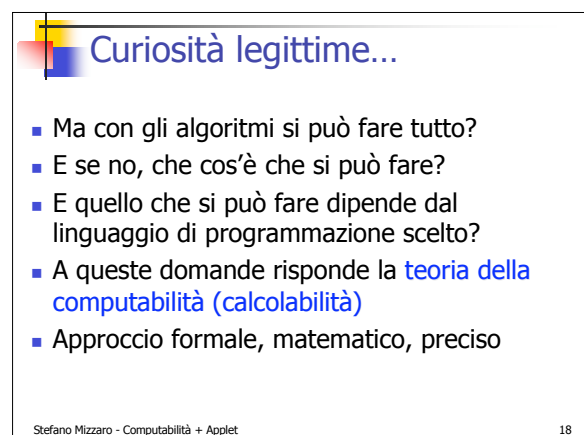 Curiosità legittime…
Ma con gli algoritmi si può fare tutto?
E se no, che cos'è che si può fare?
E quello che si può fare dipende dal
linguaggio di programmazione scelto?
A queste domande risponde la teoria della
computabilità (calcolabilità)
Approccio formale, matematico, preciso
Stefano Mizzaro - Computabilità + Applet
18